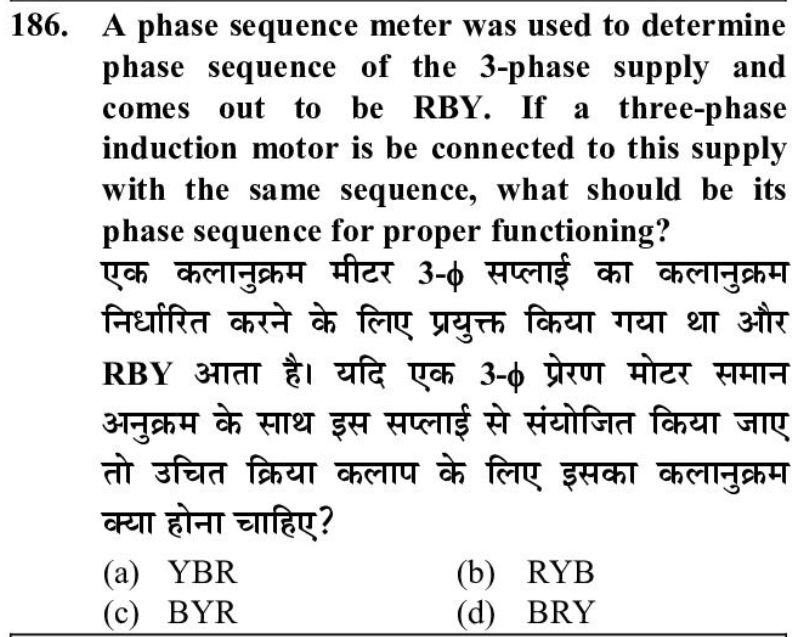 186. A phase sequence meter was used to determine
phase sequence of the 3-phase supply and
comes out to be RBY. If a three-phase
induction motor is be connected to this supply
with the same sequence, what should be its
phase sequence for proper functioning?
एक कलानुक्रम मीटर 3-ϕ सप्लाई का कलानुक्रम
निर्धारित करने के लिए प्रयुक्त किया गया था और
RBY आता है। यदि एक 3-ϕ प्रेरण मोटर समान
अनुक्रम के साथ इस सप्लाई से संयोजित किया जाए
तो उचित क्रिया कलाप के लिए इसका कलानुक्रम
क्या होना चाहिए?
(a) YBR (b) RYB
(c) BYR (d) BRY